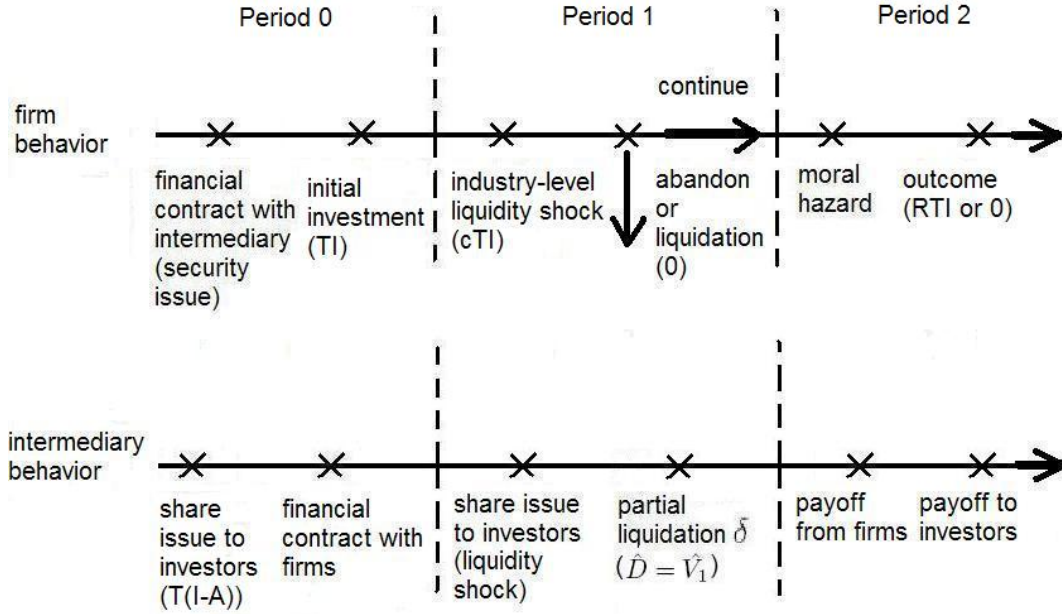 Period 0
Period 1
Period 2
continue
firm
behavior
financial
contract with
intermediary
(security
issue)
initial
investment
(TI)
industry-level
liquidity shock
(cTI)
abandon
or
liquidation
(0)
moral
hazard
outcome
(RTI or 0)
intermediary
behavior
share
issue to
investors
(T(I-A))
financial
contract with
firms
share issue
to investors
(liquidity
shock)
partial
liquidation δ
(D̂ = V̂₁)
payoff
from firms
payoff to
investors